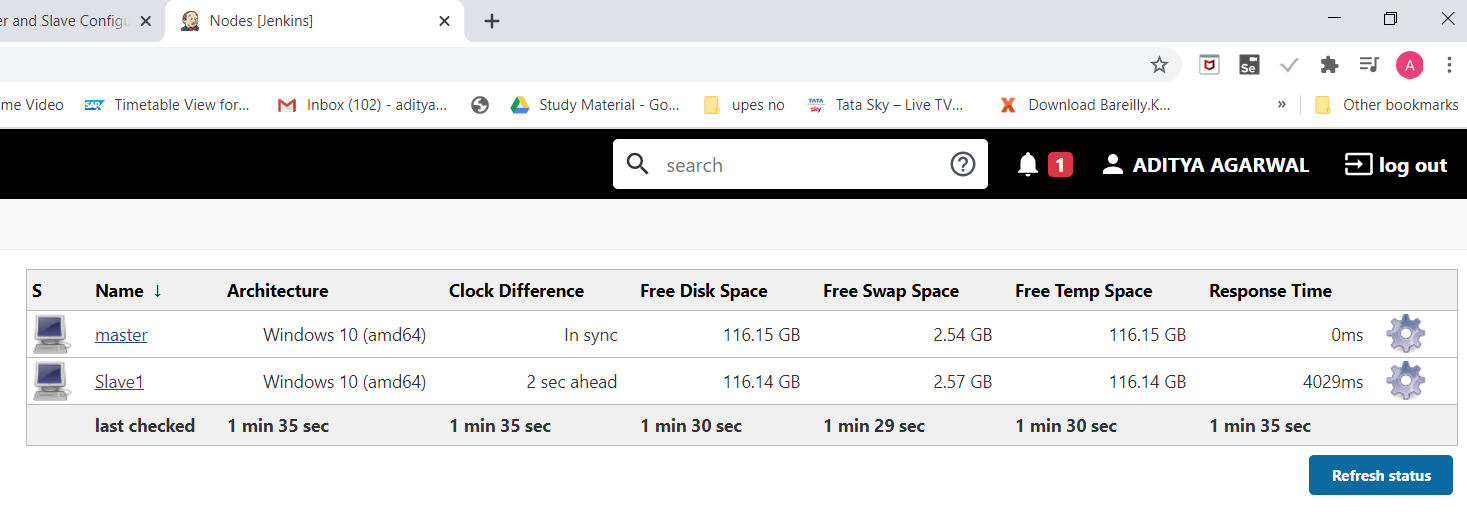 er and Slave Configu
Nodes [Jenkins]
Se
A
me Video
SAP
Timetable View for...
Inbox (102) - aditya...
Study Material - Go...
upes no
TATA
sky
Tata Sky – Live TV...
Download Bareilly.K...
»
Other bookmarks
search
1
ADITYA AGARWAL
log out
S Name ↓ Architecture Clock Difference Free Disk Space Free Swap Space Free Temp Space Response Time
master Windows 10 (amd64) In sync 116.15 GB 2.54 GB 116.15 GB 0ms
Slave1 Windows 10 (amd64) 2 sec ahead 116.14 GB 2.57 GB 116.14 GB 4029ms
last checked 1 min 35 sec 1 min 35 sec 1 min 30 sec 1 min 29 sec 1 min 30 sec 1 min 35 sec
Refresh status